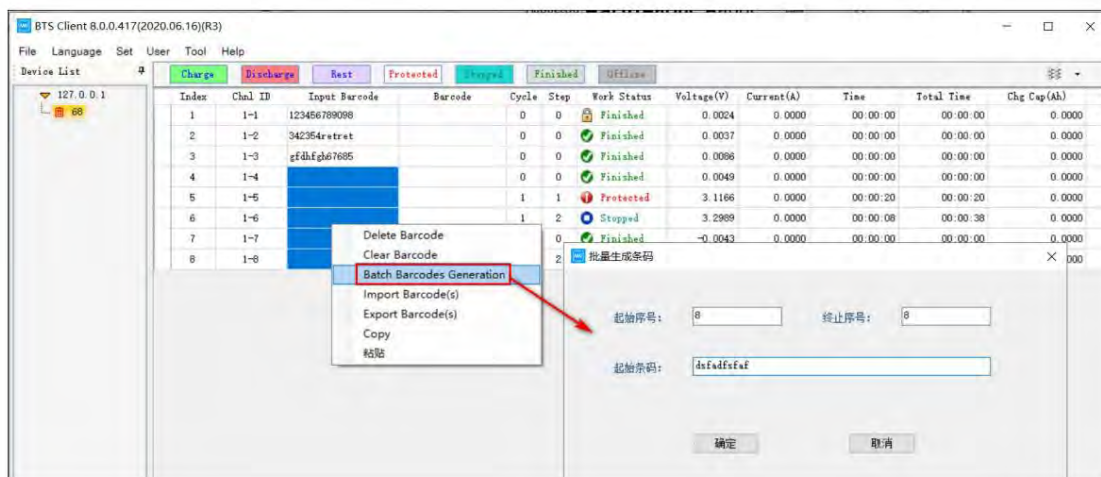 BTS Client 8.0.0.417(2020.06.16)(R3)
File Language Set User Tool Help
Device List
Charge Discharge Rest Protected Stopped Finished Offline
127.0.0.1
68
Index Chnl ID Input Barcode Barcode Cycle Step Work Status Voltage(V) Current(A) Time Total Time Chg Cap(Ah)
1 1-1 123456789098 0 0 Finished 0.0024 0.0000 00:00:00 00:00:00 0.0000
2 1-2 342354retret 0 0 Finished 0.0037 0.0000 00:00:00 00:00:00 0.0000
3 1-3 gfdhfgh67685 0 0 Finished 0.0086 0.0000 00:00:00 00:00:00 0.0000
4 1-4 0 0 Finished 0.0049 0.0000 00:00:00 00:00:00 0.0000
5 1-5 1 1 Protected 3.1166 0.0000 00:00:20 00:00:20 0.0000
6 1-6 1 2 Stopped 3.2989 0.0000 00:00:08 00:00:38 0.0000
7 1-7 0 Finished -0.0043 0.0000 00:00:00 00:00:00 0.0000
8 1-8 2 000
Delete Barcode
Clear Barcode
Batch Barcodes Generation
Import Barcode(s)
Export Barcode(s)
Copy
粘贴
批量生成条码
起始序号: 8 终止序号: 8
起始条码: dsfadfsfaf
确定 取消